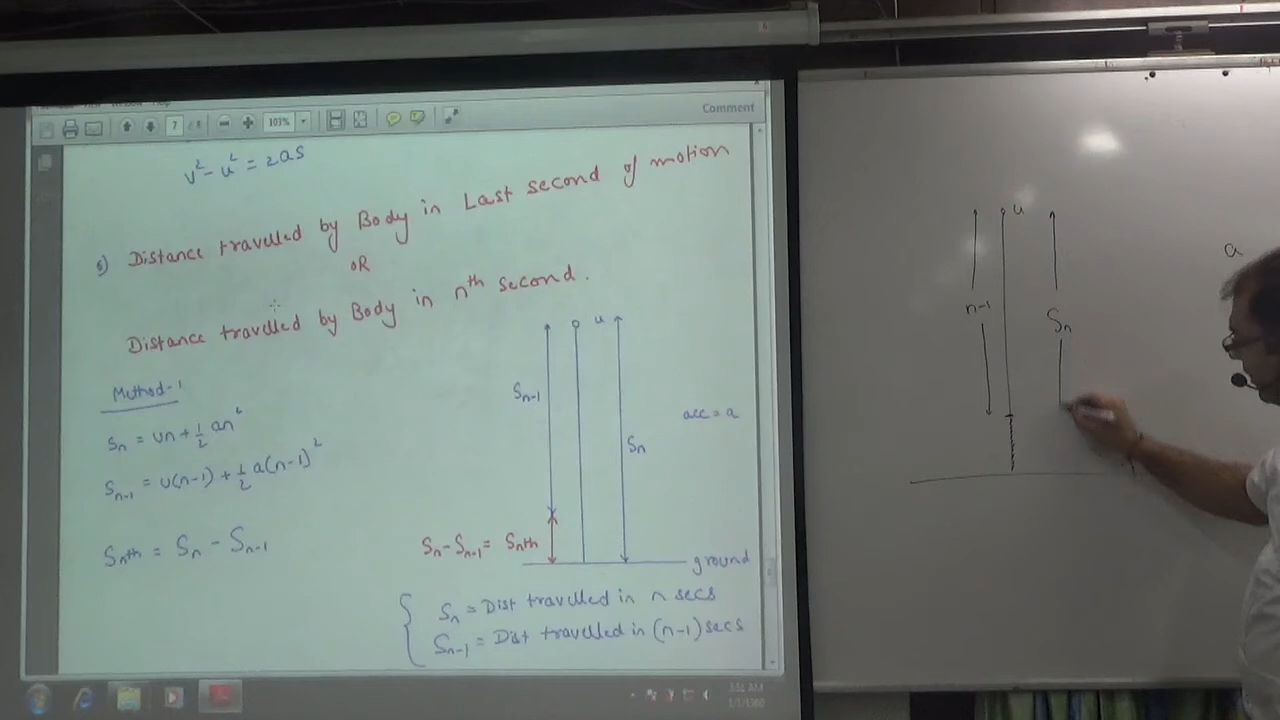 Comment
7
103%
v² - u² = 2as
6) Distance travelled by Body in Last second of motion
OR
Distance travelled by Body in nth second.
Method-1
Sn = un + 1/2 an²
Sn-1 = u(n-1) + 1/2 a(n-1)²
Snth = Sn - Sn-1
u
Sn-1
Sn
acc = a
Sn - Sn-1 = Snth
ground
Sn = Dist travelled in n secs
Sn-1 = Dist travelled in (n-1) secs
u
n-1
Sn
a